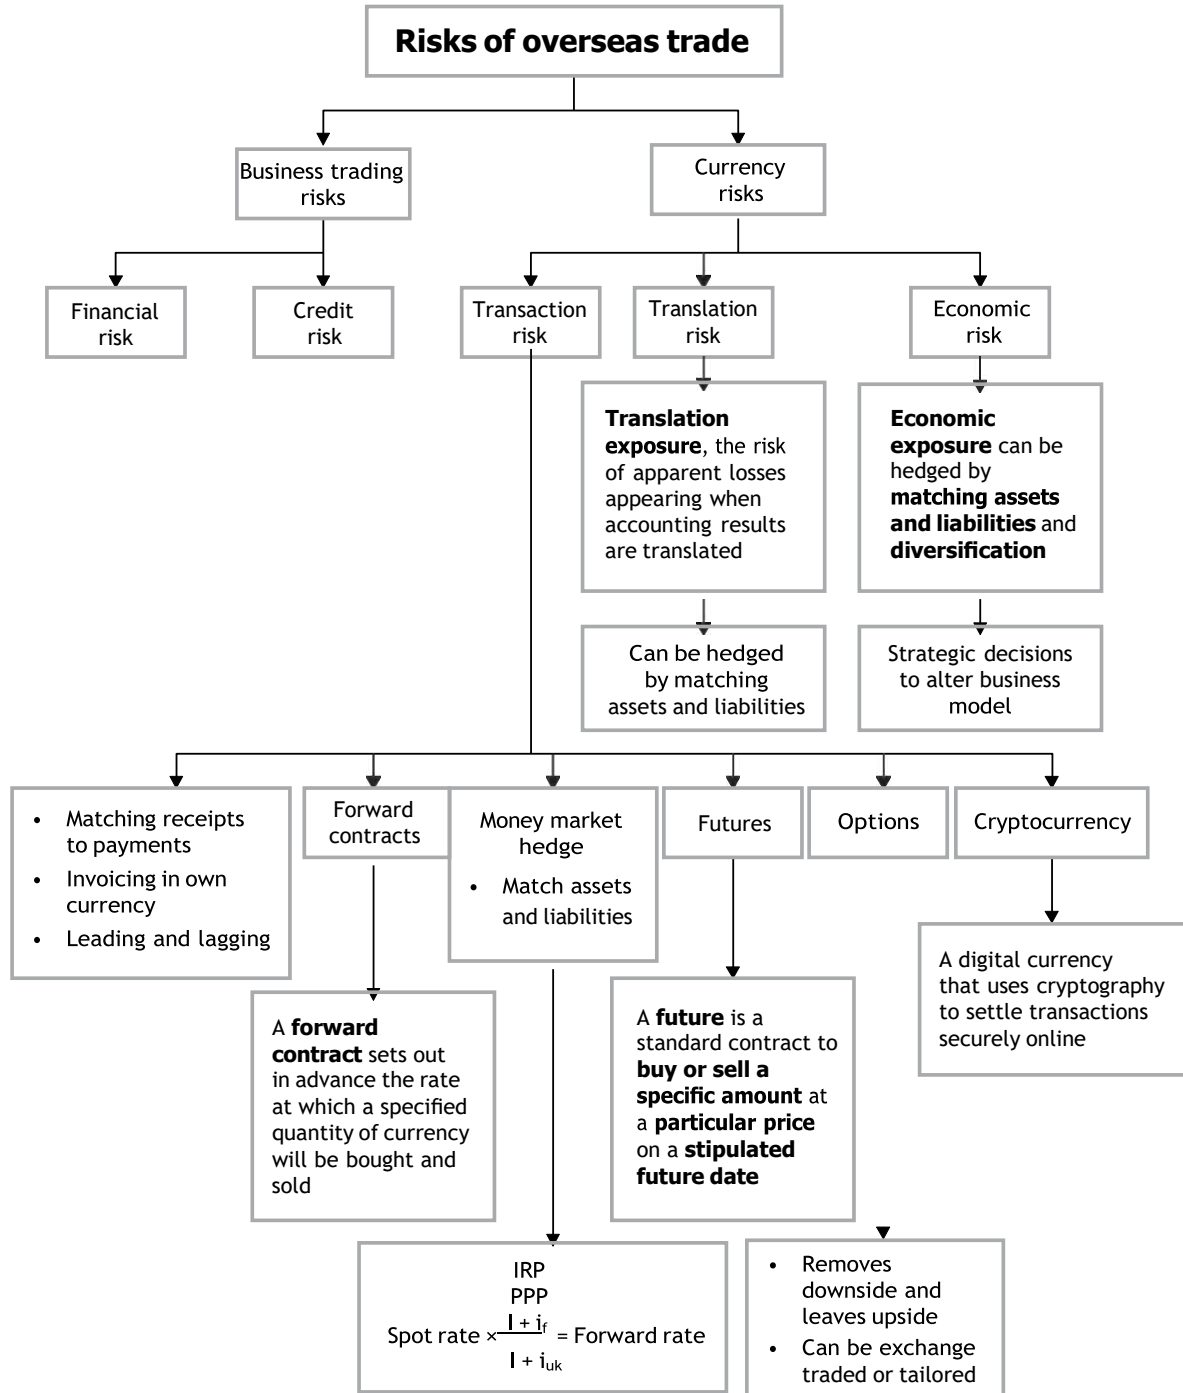 Risks of overseas trade
Business trading
risks
Currency
risks
Financial
risk
Credit
risk
Transaction
risk
Translation
risk
Economic
risk
Translation
exposure, the risk
of apparent losses
appearing when
accounting results
are translated
Economic
exposure can be
hedged by
matching assets
and liabilities and
diversification
Can be hedged
by matching
assets and liabilities
Strategic decisions
to alter business
model
• Matching receipts
to payments
• Invoicing in own
currency
• Leading and lagging
Forward
contracts
Money market
hedge
• Match assets
and liabilities
Futures
Options
Cryptocurrency
A forward
contract sets out
in advance the rate
at which a specified
quantity of currency
will be bought and
sold
A future is a
standard contract to
buy or sell a
specific amount at
a particular price
on a stipulated
future date
A digital currency
that uses cryptography
to settle transactions
securely online
IRP
PPP
Spot rate × I + if / I + iuk = Forward rate
• Removes
downside and
leaves upside
• Can be exchange
traded or tailored